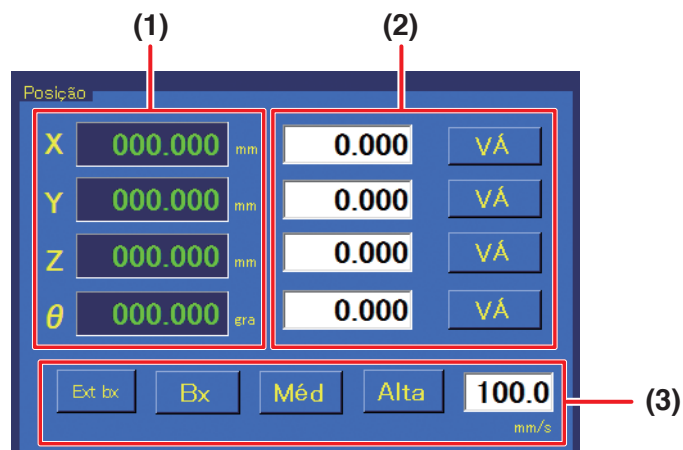 (1) (2)
Posição
X 000.000 mm 0.000 VÁ
Y 000.000 mm 0.000 VÁ
Z 000.000 mm 0.000 VÁ
θ 000.000 gra 0.000 VÁ
Ext bx Bx Méd Alta 100.0
(3)
mm/s